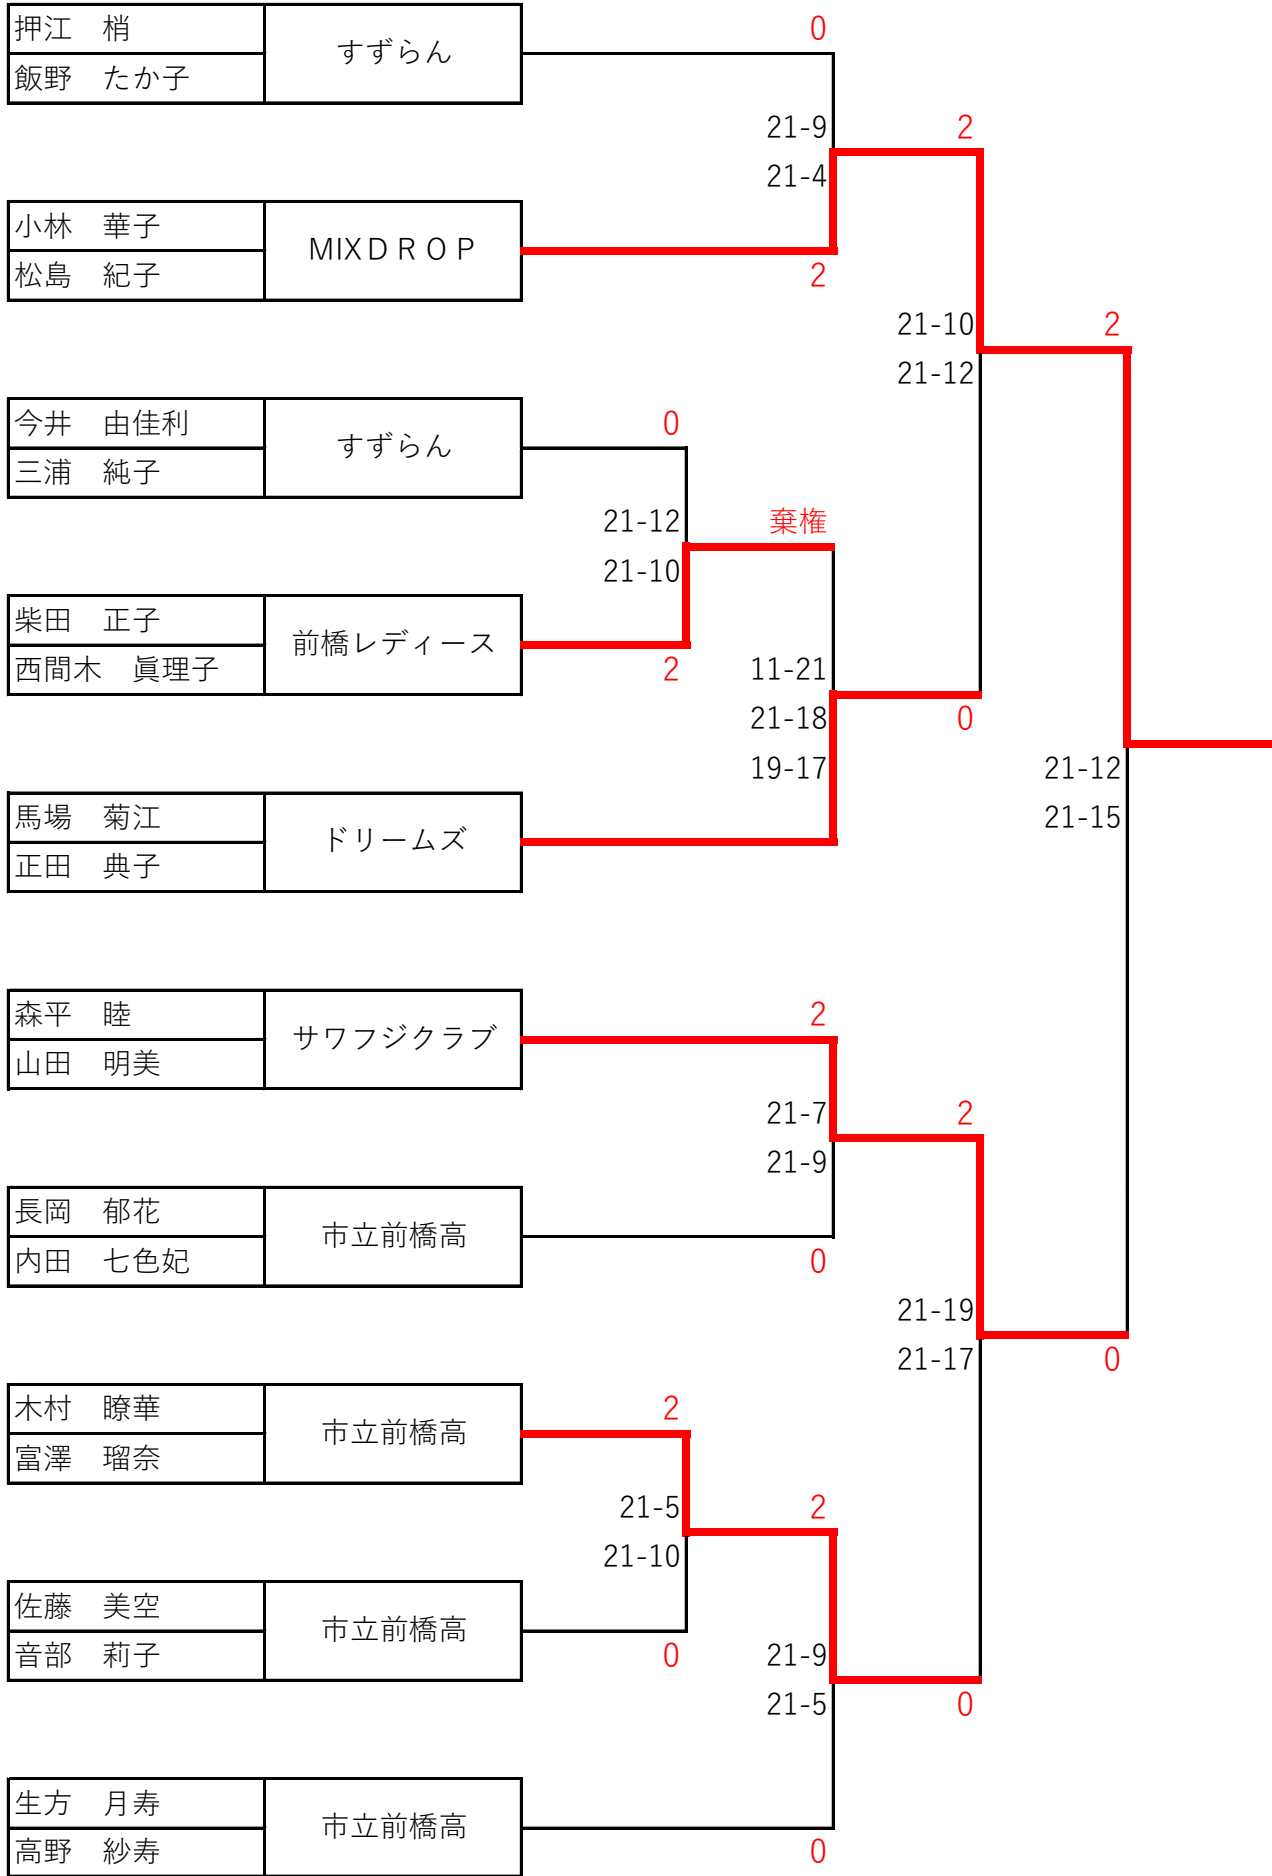 押江　梢
飯野　たか子
すずらん
0
21-9
21-4
2
小林　華子
松島　紀子
MIXＤＲＯＰ
2
21-10
21-12
2
今井　由佳利
三浦　純子
すずらん
0
21-12
21-10
棄権
柴田　正子
西間木　眞理子
前橋レディース
2
11-21
21-18
19-17
0
馬場　菊江
正田　典子
ドリームズ
21-12
21-15
森平　睦
山田　明美
サワフジクラブ
2
21-7
21-9
2
長岡　郁花
内田　七色妃
市立前橋高
0
21-19
21-17
0
木村　瞭華
富澤　瑠奈
市立前橋高
2
21-5
21-10
2
佐藤　美空
音部　莉子
市立前橋高
0
21-9
21-5
0
生方　月寿
高野　紗寿
市立前橋高
0